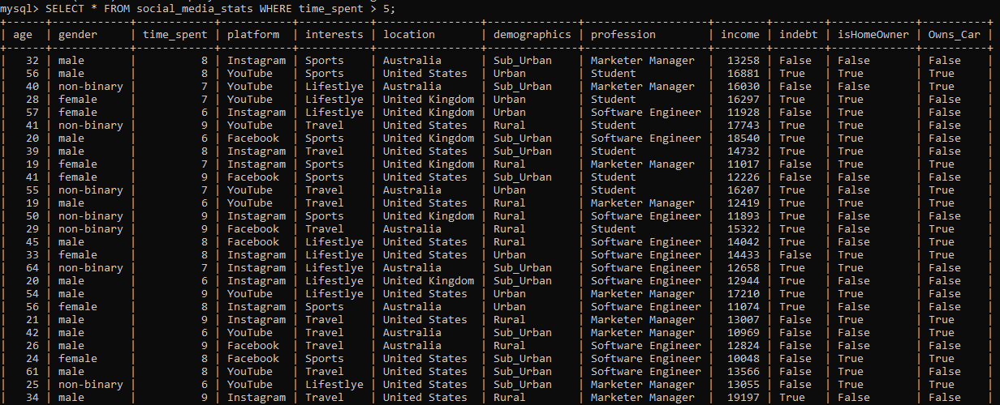 mysql> SELECT * FROM social_media_stats WHERE time_spent > 5;
| age | gender | time_spent | platform | interests | location | demographics | profession | income | indebt | isHomeOwner | Owns_Car |
| 32 | male | 8 | Instagram | Sports | Australia | Sub_Urban | Marketer Manager | 13258 | False | False | False |
| 56 | male | 8 | YouTube | Sports | United States | Urban | Student | 16881 | True | True | True |
| 40 | non-binary | 7 | YouTube | Lifestlye | Australia | Sub_Urban | Marketer Manager | 16030 | False | False | True |
| 28 | female | 7 | YouTube | Lifestlye | United Kingdom | Urban | Student | 16297 | True | True | False |
| 57 | female | 6 | Instagram | Lifestlye | United Kingdom | Urban | Software Engineer | 11928 | False | True | False |
| 41 | non-binary | 9 | YouTube | Travel | United States | Rural | Student | 17743 | True | True | False |
| 20 | male | 6 | Facebook | Sports | United Kingdom | Sub_Urban | Software Engineer | 18540 | True | True | False |
| 39 | male | 8 | Instagram | Travel | United States | Sub_Urban | Student | 14732 | True | True | False |
| 19 | female | 7 | Instagram | Sports | United Kingdom | Rural | Marketer Manager | 11017 | False | True | False |
| 41 | female | 9 | Facebook | Sports | United States | Sub_Urban | Student | 12226 | False | False | False |
| 55 | non-binary | 7 | YouTube | Travel | Australia | Urban | Student | 16207 | True | False | True |
| 19 | male | 6 | YouTube | Travel | United States | Rural | Marketer Manager | 12419 | True | True | True |
| 50 | non-binary | 9 | Instagram | Sports | United Kingdom | Rural | Software Engineer | 11893 | True | False | False |
| 29 | non-binary | 9 | Facebook | Travel | Australia | Rural | Student | 15322 | True | False | False |
| 45 | male | 8 | Facebook | Lifestlye | United States | Rural | Software Engineer | 14042 | True | False | True |
| 33 | female | 8 | Instagram | Lifestlye | United States | Urban | Software Engineer | 14433 | False | True | True |
| 64 | non-binary | 7 | Instagram | Lifestlye | Australia | Sub_Urban | Software Engineer | 12658 | True | True | False |
| 20 | male | 6 | Instagram | Lifestlye | United Kingdom | Sub_Urban | Software Engineer | 12944 | True | False | False |
| 54 | male | 9 | YouTube | Lifestlye | United States | Urban | Marketer Manager | 17210 | True | True | False |
| 56 | female | 8 | Instagram | Sports | Australia | Urban | Software Engineer | 11074 | True | False | False |
| 21 | male | 9 | Instagram | Travel | United States | Rural | Marketer Manager | 13007 | True | False | True |
| 42 | male | 6 | YouTube | Travel | Australia | Sub_Urban | Marketer Manager | 10969 | False | True | True |
| 26 | male | 9 | Facebook | Travel | Australia | Rural | Software Engineer | 12824 | True | False | False |
| 24 | female | 8 | Facebook | Sports | United States | Sub_Urban | Software Engineer | 10048 | False | True | True |
| 61 | male | 8 | YouTube | Travel | United States | Sub_Urban | Software Engineer | 13566 | False | True | False |
| 25 | non-binary | 6 | YouTube | Lifestlye | United States | Sub_Urban | Marketer Manager | 13055 | False | True | True |
| 34 | male | 9 | Instagram | Travel | United States | Rural | Marketer Manager | 19197 | True | False | False |